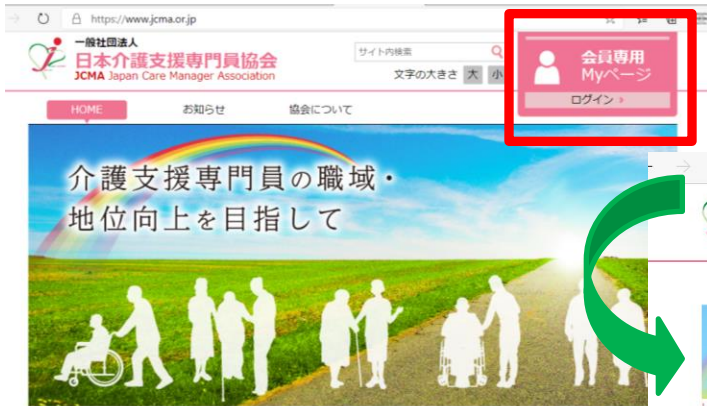 https://www.jcma.or.jp
一般社団法人
日本介護支援専門員協会
JCMA Japan Care Manager Association
サイト内検索
文字の大きさ 大 小
会員専用
Myページ
ログイン
HOME お知らせ 協会について
介護支援専門員の職域・
地位向上を目指して